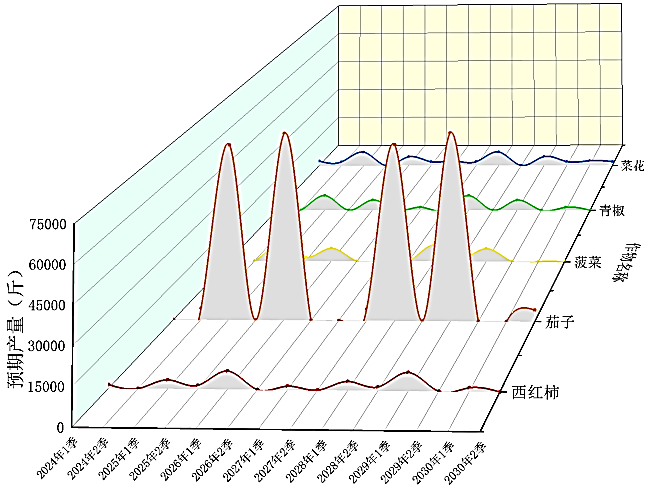 75000
60000
45000
30000
15000
0
预期产量（斤）
2024年1季
2024年2季
2025年1季
2025年2季
2026年1季
2026年2季
2027年1季
2027年2季
2028年1季
2028年2季
2029年1季
2029年2季
2030年1季
2030年2季
菜花
青椒
菠菜
茄子
西红柿
作物名称